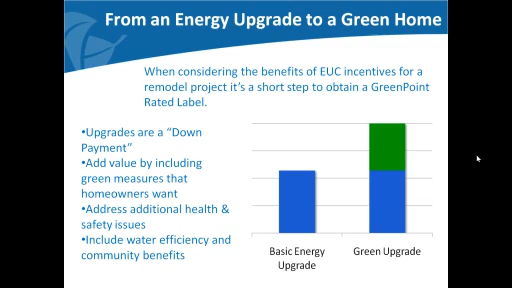 From an Energy Upgrade to a Green Home
When considering the benefits of EUC incentives for a
remodel project it's a short step to obtain a GreenPoint
Rated Label.
•Upgrades are a “Down
Payment”
•Add value by including
green measures that
homeowners want
•Address additional health &
safety issues
•Include water efficiency and
community benefits
Basic Energy
Upgrade
Green Upgrade